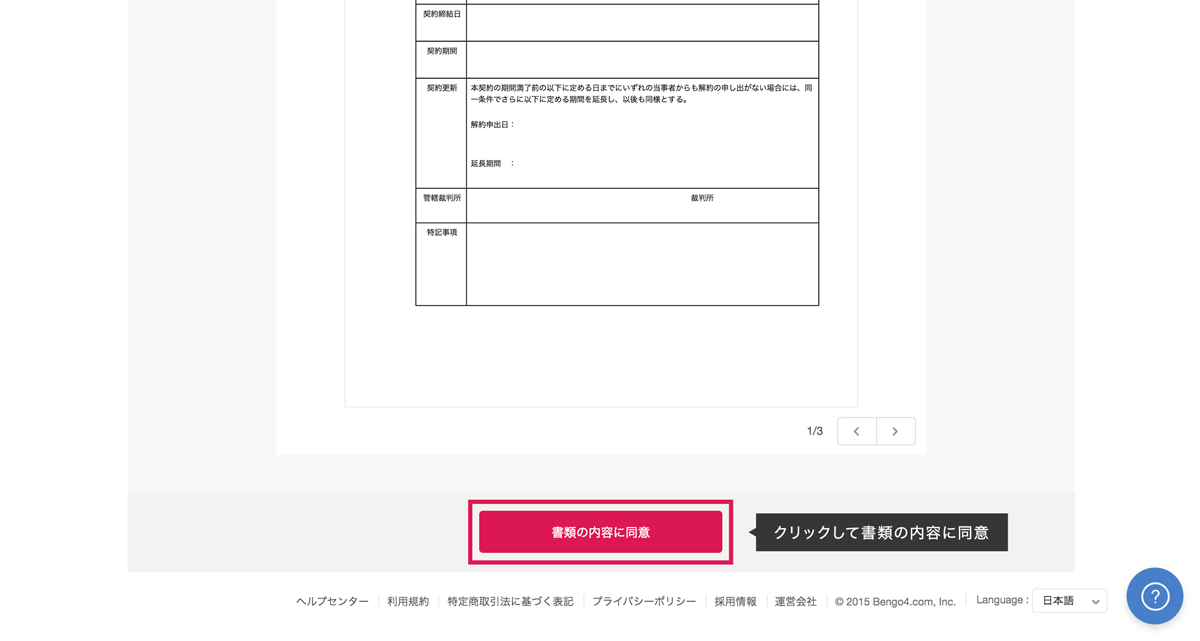 契約締結日
契約期間
契約更新
本契約の期間満了前の以下に定める日までにいずれの当事者からも解約の申し出がない場合には、同
一条件でさらに以下に定める期間を延長し、以後も同様とする。
解約申出日：
延長期間　：
管轄裁判所
裁判所
特記事項
1/3
書類の内容に同意
クリックして書類の内容に同意
ヘルプセンター
利用規約
特定商取引法に基づく表記
プライバシーポリシー
採用情報
運営会社
© 2015 Bengo4.com, Inc.
Language :
日本語
?